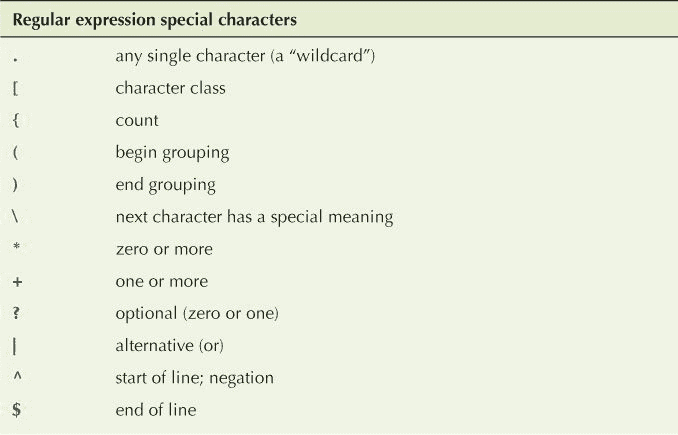 Regular expression special characters
. any single character (a “wildcard”)
[ character class
{ count
( begin grouping
) end grouping
\ next character has a special meaning
* zero or more
+ one or more
? optional (zero or one)
| alternative (or)
^ start of line; negation
$ end of line